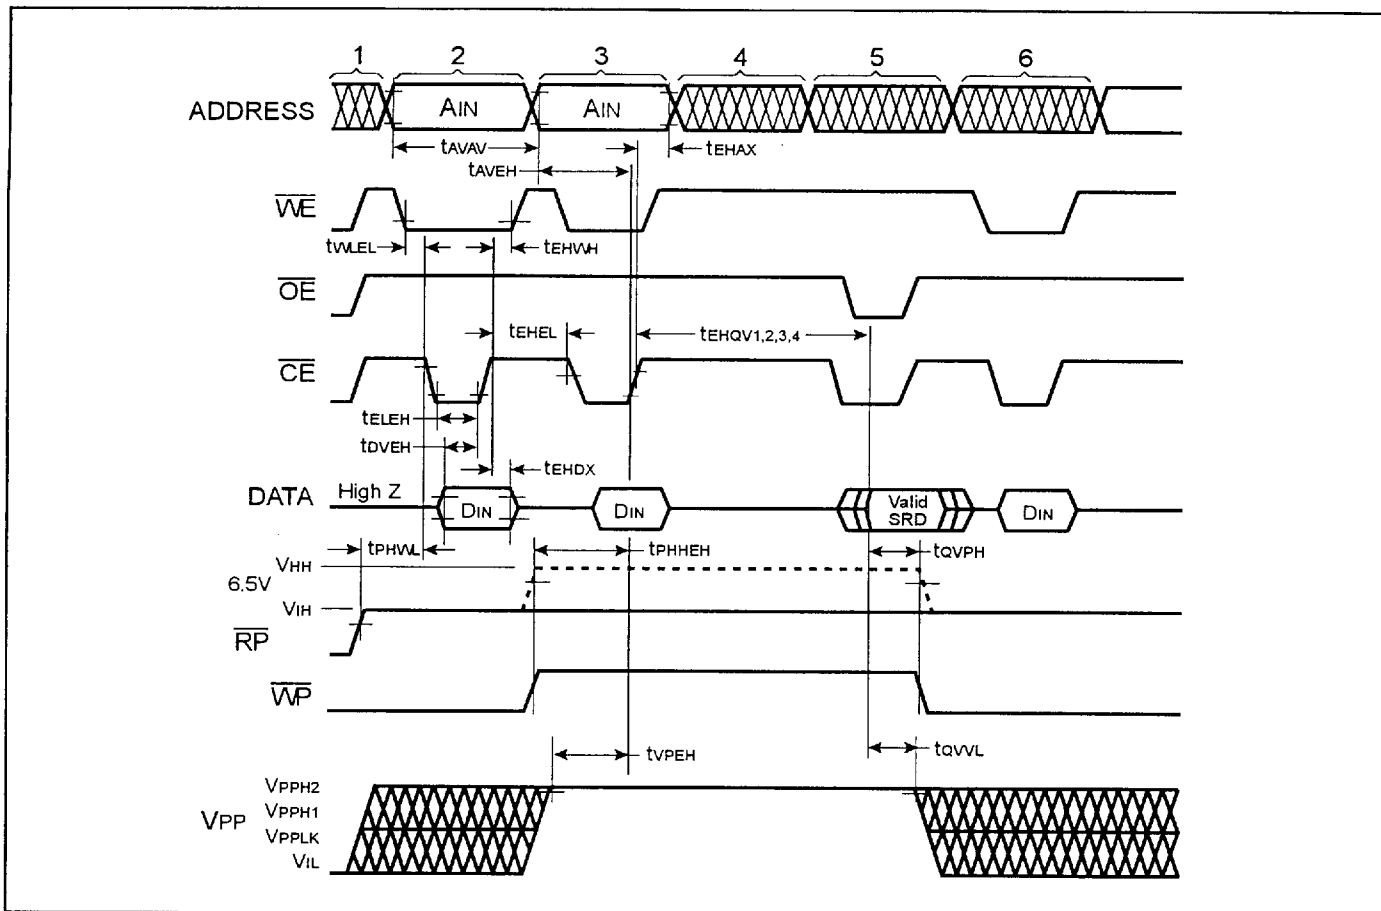 1 2 3 4 5 6
ADDRESS AIN AIN
tAVAV tEHAX
tAVEH
WE
tWLEL tEHWH
OE
tEHEL tEHQV1,2,3,4
CE
tELEH
tDVEH
tEHDX
DATA High Z DIN DIN Valid SRD DIN
tPHWL tPHHEH tQVPH
VHH
6.5V
VIH
RP
WP
tVPEH tQVVL
VPPH2
VPP VPPH1
VPPLK
VIL